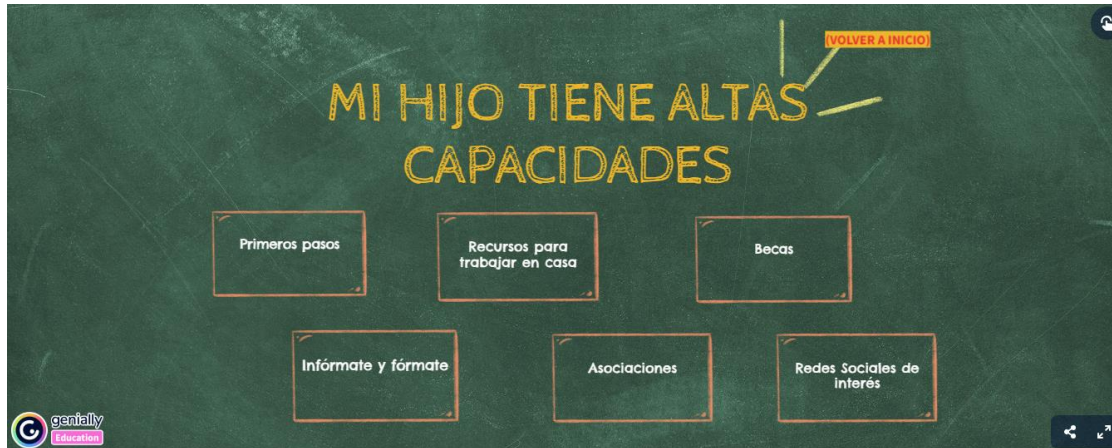 (VOLVER A INICIO)
MI HIJO TIENE ALTAS
CAPACIDADES
Primeros pasos
Recursos para
trabajar en casa
Becas
Infórmate y fórmate
Asociaciones
Redes Sociales de
interés
genially
Education